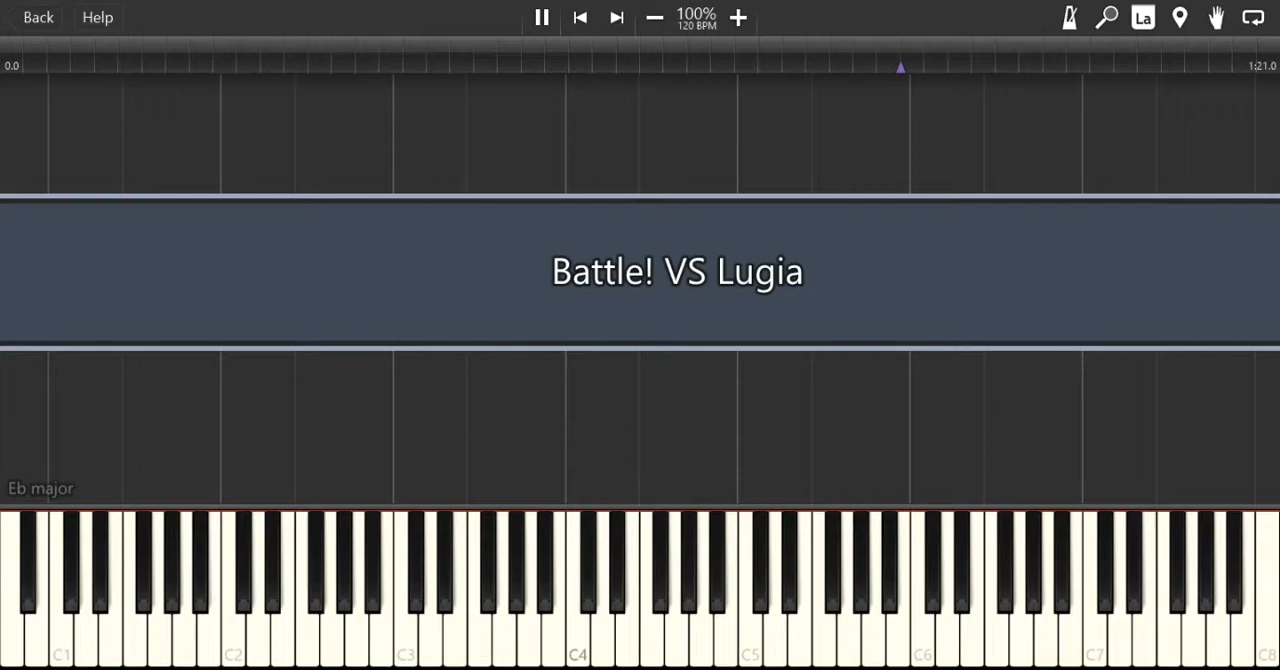 Back Help 100% La
120 BPM
0.0 1:21.0
Battle! VS Lugia
Eb major
C1 C2 C3 C4 C5 C6 C7 C8